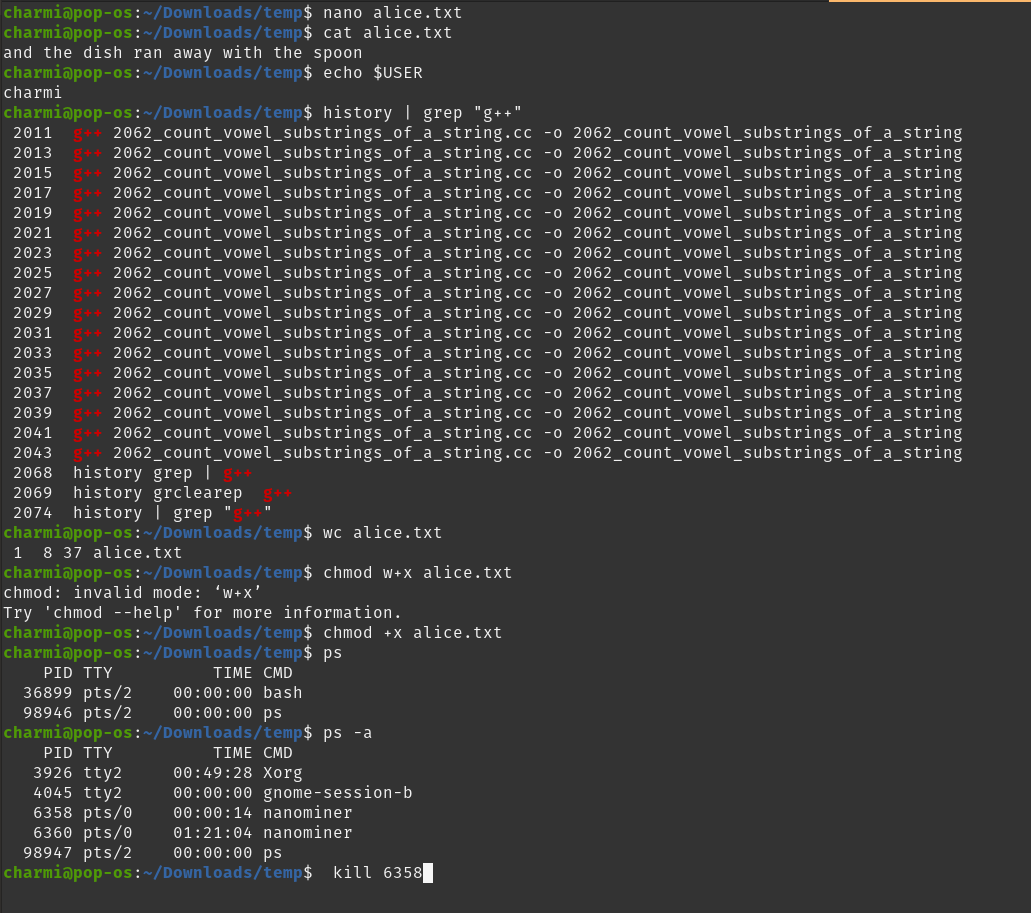 charmi@pop-os:~/Downloads/temp$ nano alice.txt
charmi@pop-os:~/Downloads/temp$ cat alice.txt
and the dish ran away with the spoon
charmi@pop-os:~/Downloads/temp$ echo $USER
charmi
charmi@pop-os:~/Downloads/temp$ history | grep "g++"
 2011  g++ 2062_count_vowel_substrings_of_a_string.cc -o 2062_count_vowel_substrings_of_a_string
 2013  g++ 2062_count_vowel_substrings_of_a_string.cc -o 2062_count_vowel_substrings_of_a_string
 2015  g++ 2062_count_vowel_substrings_of_a_string.cc -o 2062_count_vowel_substrings_of_a_string
 2017  g++ 2062_count_vowel_substrings_of_a_string.cc -o 2062_count_vowel_substrings_of_a_string
 2019  g++ 2062_count_vowel_substrings_of_a_string.cc -o 2062_count_vowel_substrings_of_a_string
 2021  g++ 2062_count_vowel_substrings_of_a_string.cc -o 2062_count_vowel_substrings_of_a_string
 2023  g++ 2062_count_vowel_substrings_of_a_string.cc -o 2062_count_vowel_substrings_of_a_string
 2025  g++ 2062_count_vowel_substrings_of_a_string.cc -o 2062_count_vowel_substrings_of_a_string
 2027  g++ 2062_count_vowel_substrings_of_a_string.cc -o 2062_count_vowel_substrings_of_a_string
 2029  g++ 2062_count_vowel_substrings_of_a_string.cc -o 2062_count_vowel_substrings_of_a_string
 2031  g++ 2062_count_vowel_substrings_of_a_string.cc -o 2062_count_vowel_substrings_of_a_string
 2033  g++ 2062_count_vowel_substrings_of_a_string.cc -o 2062_count_vowel_substrings_of_a_string
 2035  g++ 2062_count_vowel_substrings_of_a_string.cc -o 2062_count_vowel_substrings_of_a_string
 2037  g++ 2062_count_vowel_substrings_of_a_string.cc -o 2062_count_vowel_substrings_of_a_string
 2039  g++ 2062_count_vowel_substrings_of_a_string.cc -o 2062_count_vowel_substrings_of_a_string
 2041  g++ 2062_count_vowel_substrings_of_a_string.cc -o 2062_count_vowel_substrings_of_a_string
 2043  g++ 2062_count_vowel_substrings_of_a_string.cc -o 2062_count_vowel_substrings_of_a_string
 2068  history grep | g++
 2069  history grclearep  g++
 2074  history | grep "g++"
charmi@pop-os:~/Downloads/temp$ wc alice.txt
 1  8 37 alice.txt
charmi@pop-os:~/Downloads/temp$ chmod w+x alice.txt
chmod: invalid mode: ‘w+x’
Try 'chmod --help' for more information.
charmi@pop-os:~/Downloads/temp$ chmod +x alice.txt
charmi@pop-os:~/Downloads/temp$ ps
    PID TTY          TIME CMD
  36899 pts/2    00:00:00 bash
  98946 pts/2    00:00:00 ps
charmi@pop-os:~/Downloads/temp$ ps -a
    PID TTY          TIME CMD
   3926 tty2     00:49:28 Xorg
   4045 tty2     00:00:00 gnome-session-b
   6358 pts/0    00:00:14 nanominer
   6360 pts/0    01:21:04 nanominer
  98947 pts/2    00:00:00 ps
charmi@pop-os:~/Downloads/temp$  kill 6358